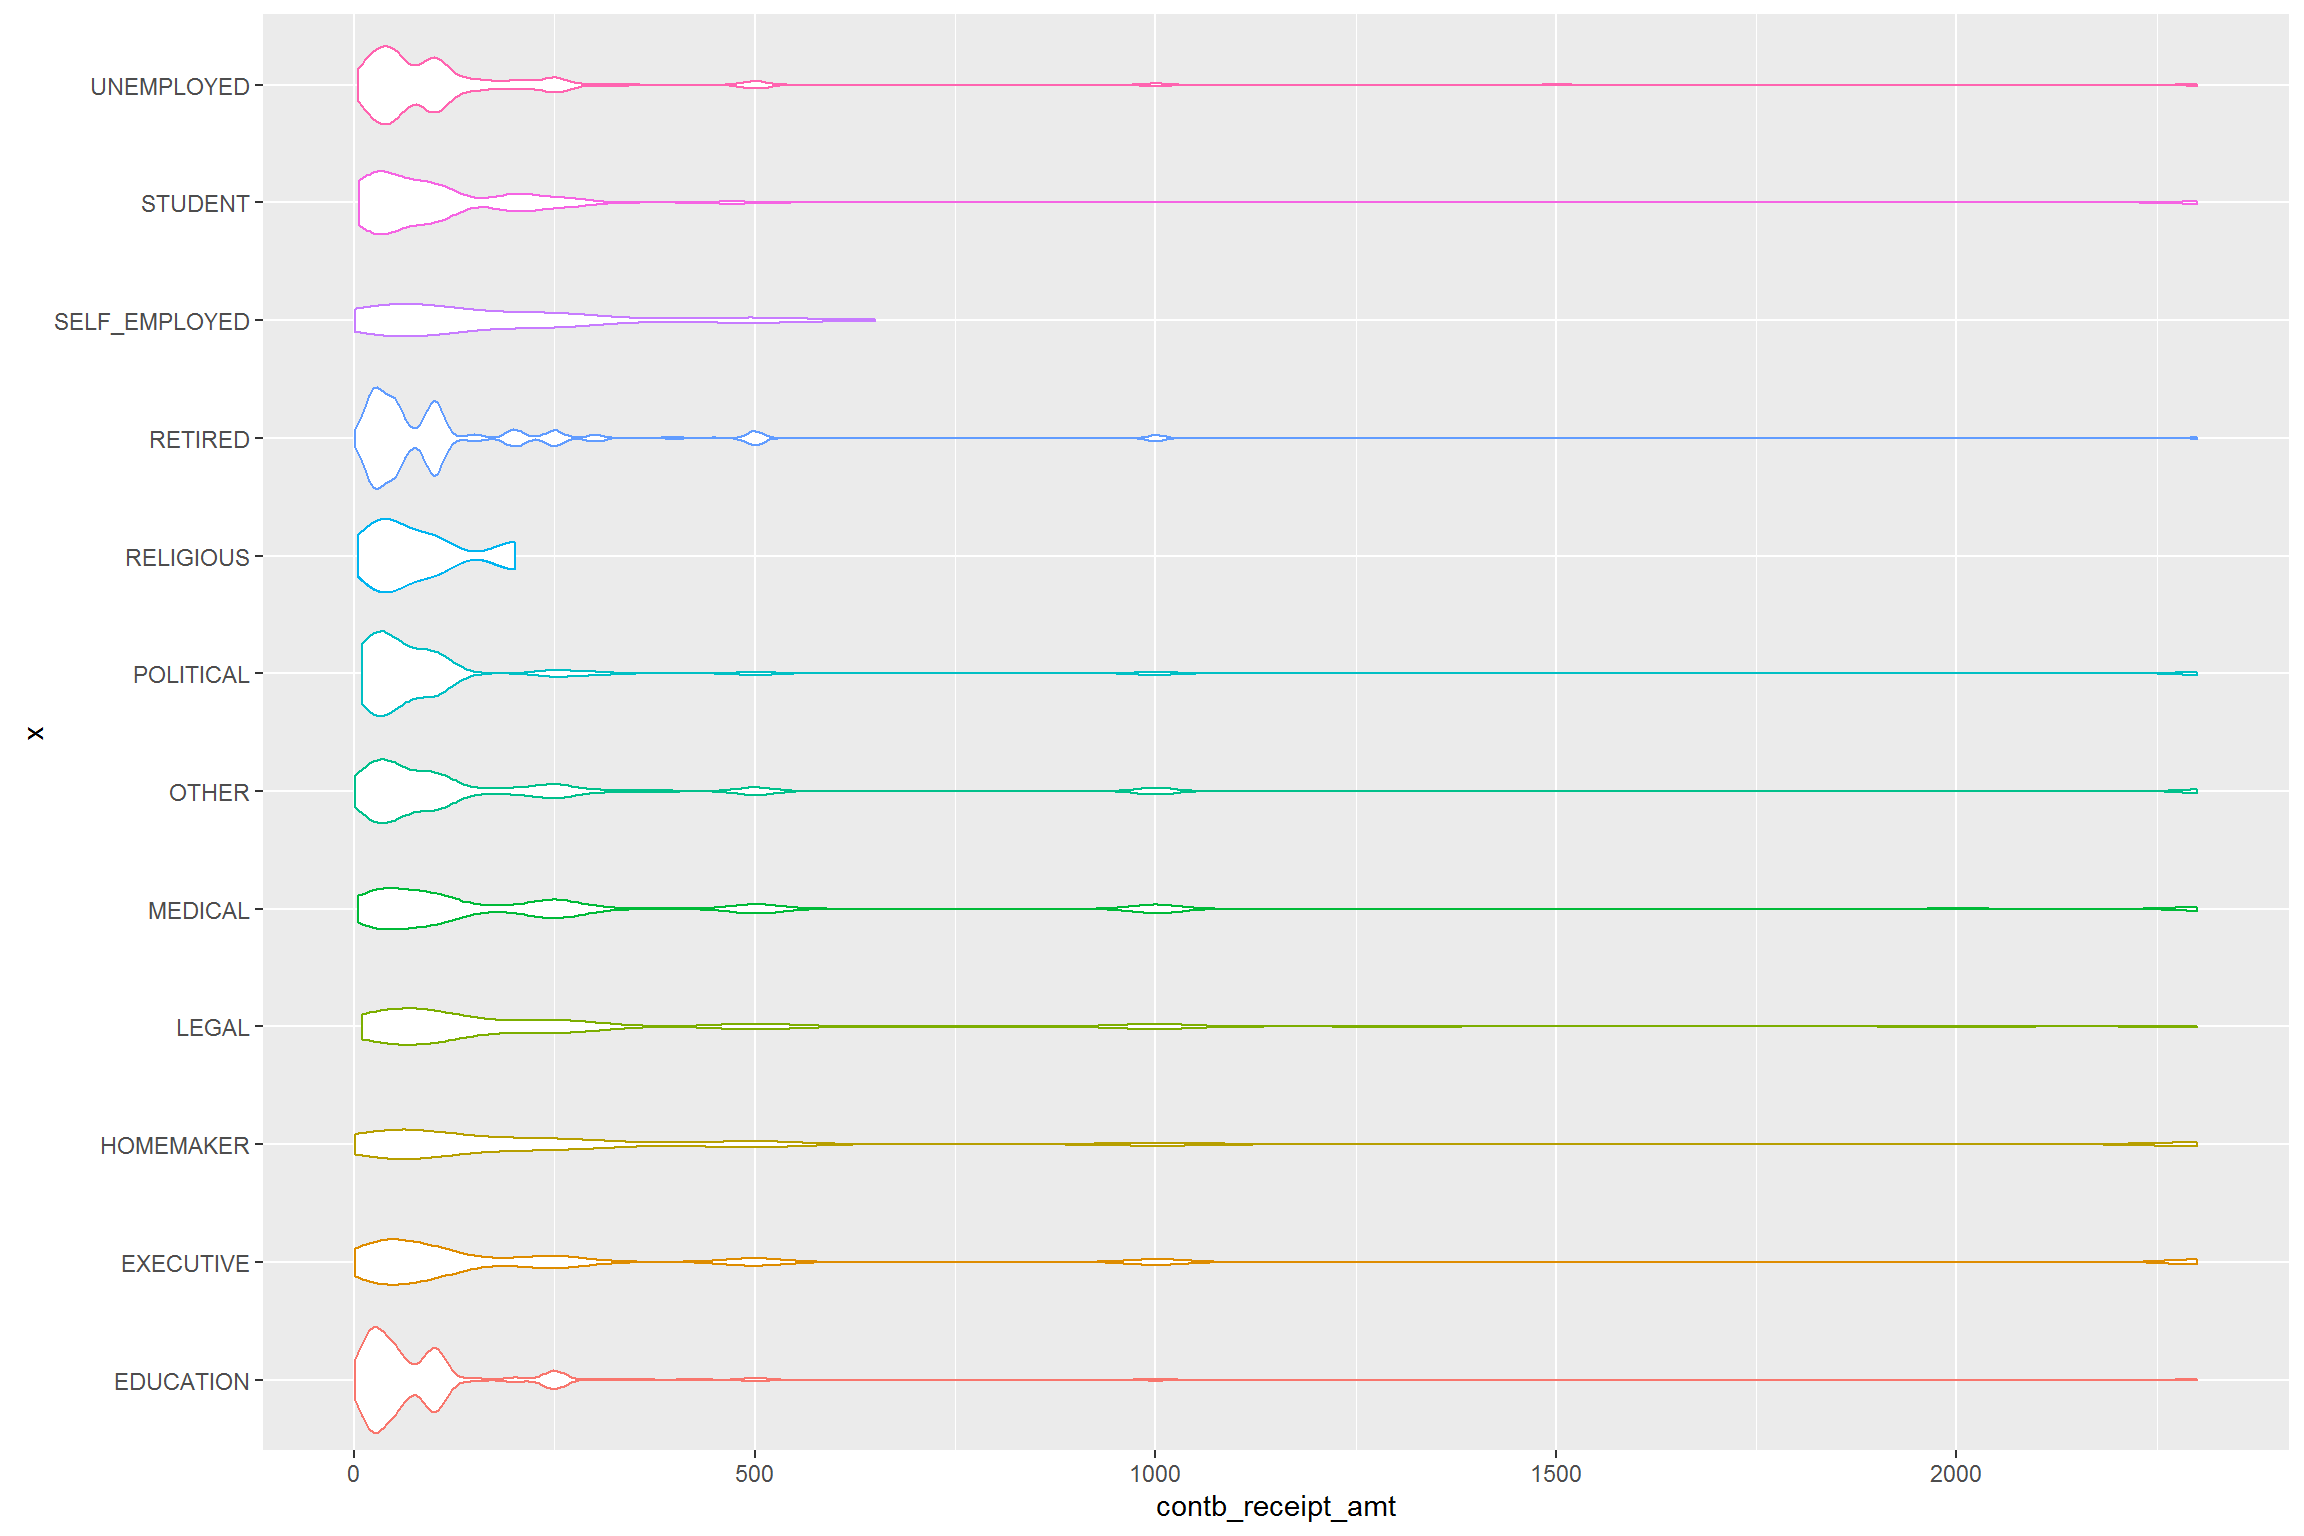 UNEMPLOYED
STUDENT
SELF_EMPLOYED
RETIRED
RELIGIOUS
POLITICAL
OTHER
MEDICAL
LEGAL
HOMEMAKER
EXECUTIVE
EDUCATION
x
0 500 1000 1500 2000
contb_receipt_amt